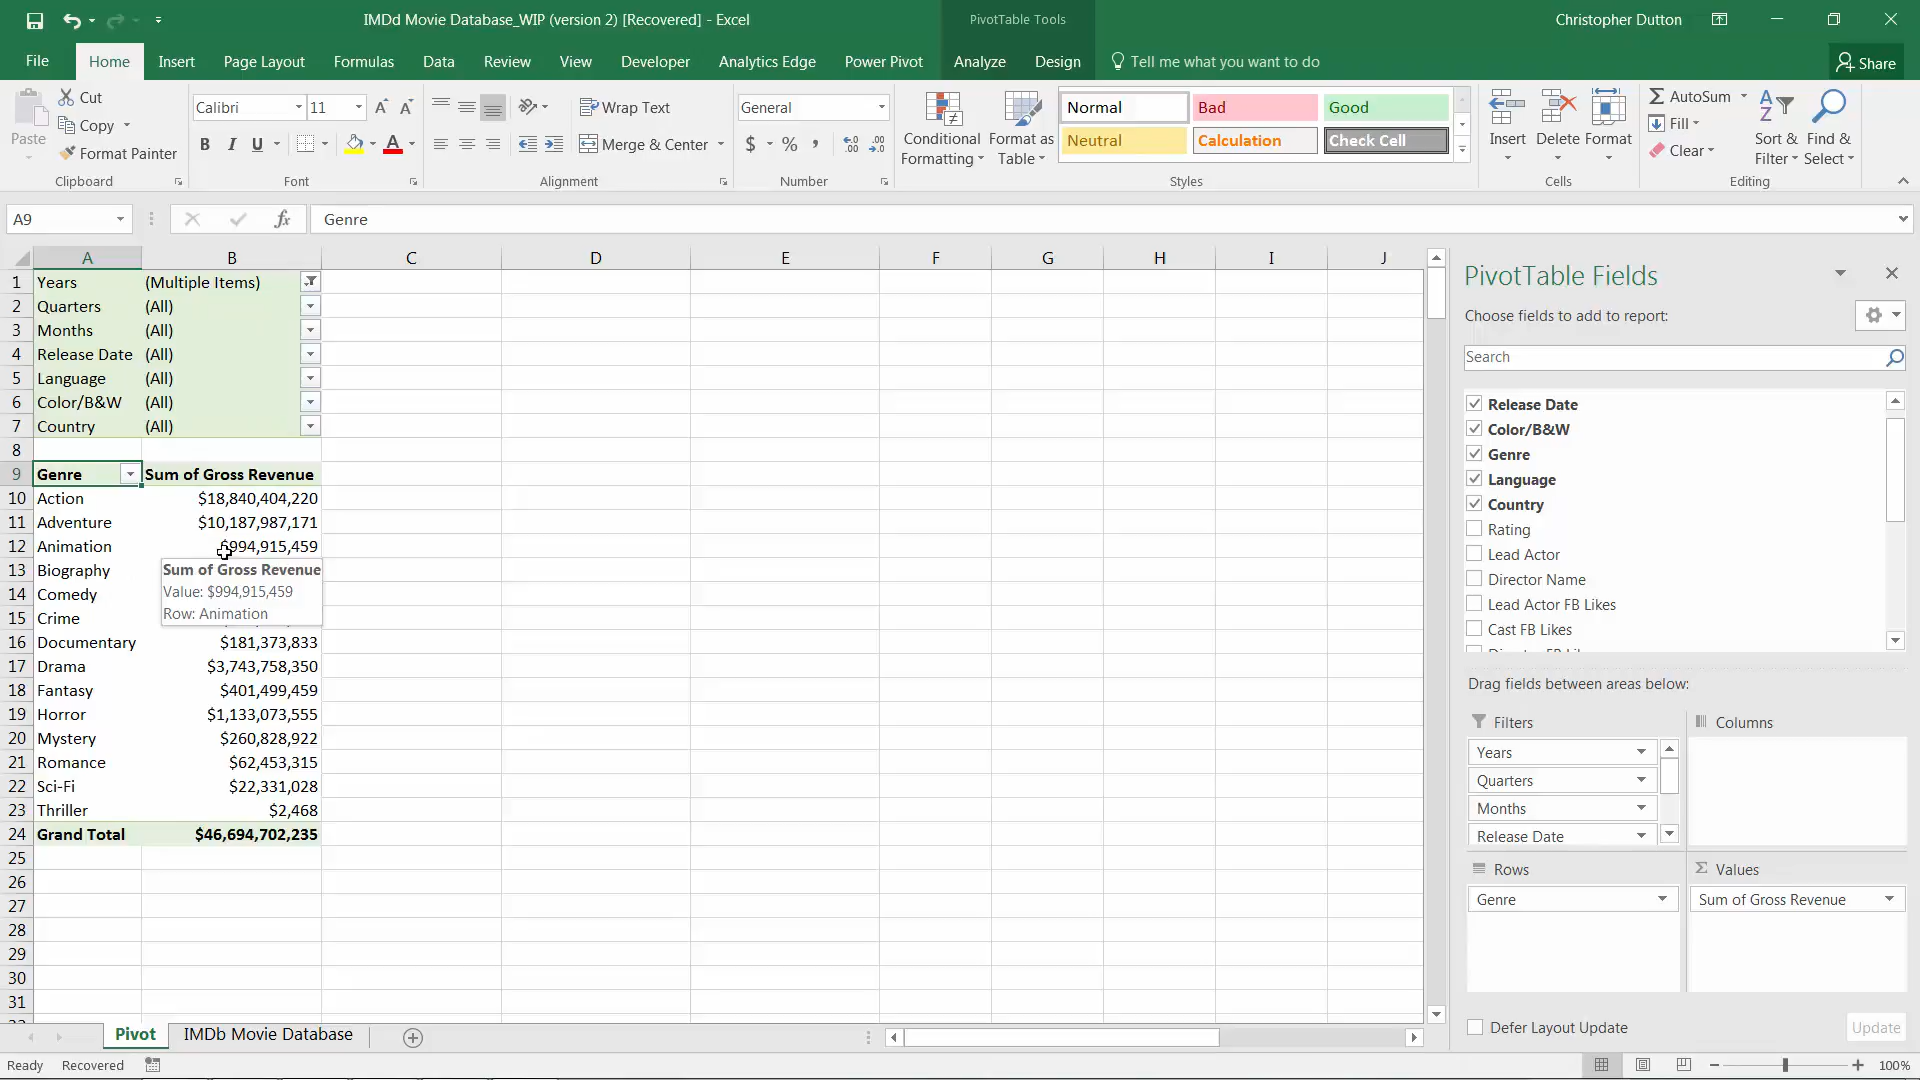 IMDd Movie Database_WIP (version 2) [Recovered] - Excel
PivotTable Tools
Christopher Dutton
File
Home
Insert
Page Layout
Formulas
Data
Review
View
Developer
Analytics Edge
Power Pivot
Analyze
Design
Tell me what you want to do
Share
Paste
Cut
Copy
Format Painter
Clipboard
Calibri
11
B I U
Font
Wrap Text
Merge & Center
Alignment
General
$ % ,
Number
Conditional Formatting
Format as Table
Normal
Bad
Good
Neutral
Calculation
Check Cell
Styles
Insert
Delete
Format
Cells
AutoSum
Fill
Clear
Sort & Filter
Find & Select
Editing
A9
fx
Genre
A B C D E F G H I J
1 Years (Multiple Items)
2 Quarters (All)
3 Months (All)
4 Release Date (All)
5 Language (All)
6 Color/B&W (All)
7 Country (All)
8
9 Genre Sum of Gross Revenue
10 Action $18,840,404,220
11 Adventure $10,187,987,171
12 Animation $994,915,459
13 Biography
14 Comedy
15 Crime
Sum of Gross Revenue
Value: $994,915,459
Row: Animation
16 Documentary $181,373,833
17 Drama $3,743,758,350
18 Fantasy $401,499,459
19 Horror $1,133,073,555
20 Mystery $260,828,922
21 Romance $62,453,315
22 Sci-Fi $22,331,028
23 Thriller $2,468
24 Grand Total $46,694,702,235
25
26
27
28
29
30
31
PivotTable Fields
Choose fields to add to report:
Search
Release Date
Color/B&W
Genre
Language
Country
Rating
Lead Actor
Director Name
Lead Actor FB Likes
Cast FB Likes
Drag fields between areas below:
Filters
Years
Quarters
Months
Release Date
Columns
Rows
Genre
Σ Values
Sum of Gross Revenue
Defer Layout Update
Update
Pivot
IMDb Movie Database
Ready
Recovered
100%